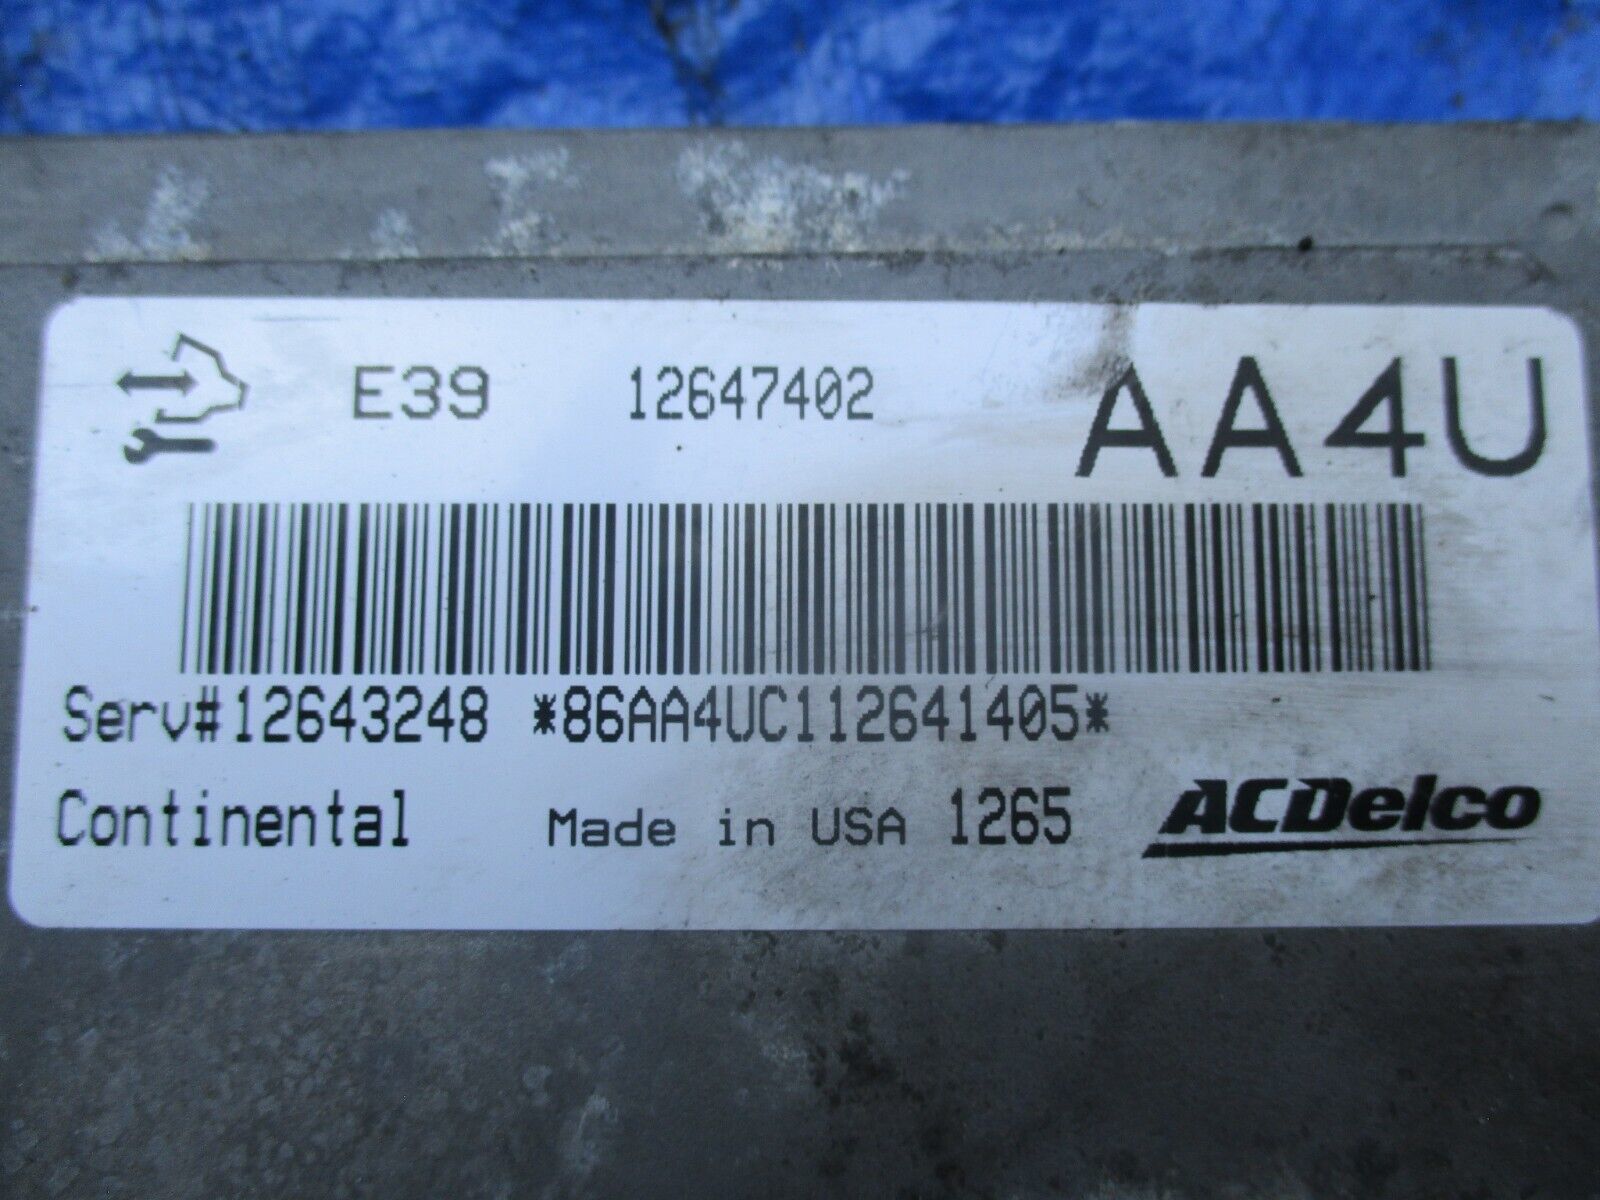 E39 12647402 AA4U
Serv#12643248 *86AA4UC112641405*
Continental Made in USA 1265 ACDelco